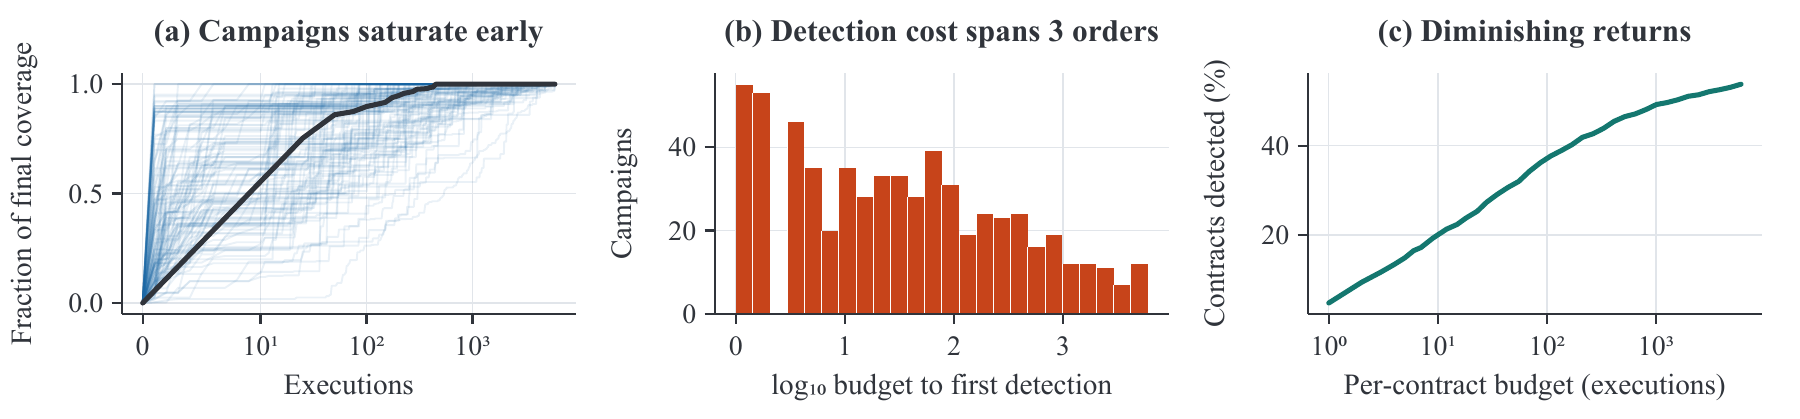 (a) Campaigns saturate early
Fraction of final coverage
1.0
0.5
0.0
0
10¹
10²
10³
Executions
(b) Detection cost spans 3 orders
Campaigns
40
20
0
0
1
2
3
log₁₀ budget to first detection
(c) Diminishing returns
Contracts detected (%)
40
20
10⁰
10¹
10²
10³
Per-contract budget (executions)